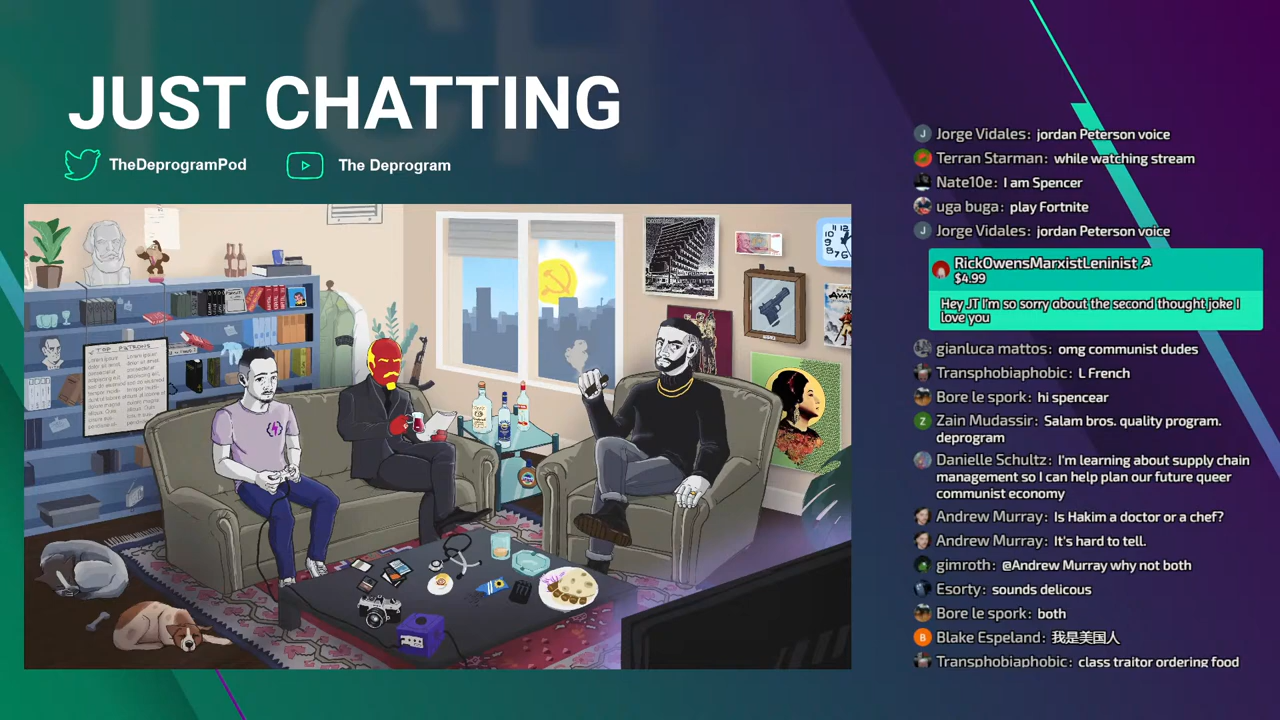 JUST CHATTING
TheDeprogramPod
The Deprogram
TOP PATRONS
Jorge Vidales: jordan Peterson voice
Terran Starman: while watching stream
Nate10e: I am Spencer
uga buga: play Fortnite
Jorge Vidales: jordan Peterson voice
RickOwensMarxistLeninist
$4.99
Hey JT I'm so sorry about the second thought joke I
love you
gianluca mattos: omg communist dudes
Transphobiaphobic: L French
Bore le spork: hi spencear
Zain Mudassir: Salam bros. quality program.
deprogram
Danielle Schultz: I'm learning about supply chain
management so I can help plan our future queer
communist economy
Andrew Murray: Is Hakim a doctor or a chef?
Andrew Murray: It's hard to tell.
gimroth: @Andrew Murray why not both
Esorty: sounds delicous
Bore le spork: both
Blake Espeland: 我是美国人
Transphobiaphobic: class traitor ordering food